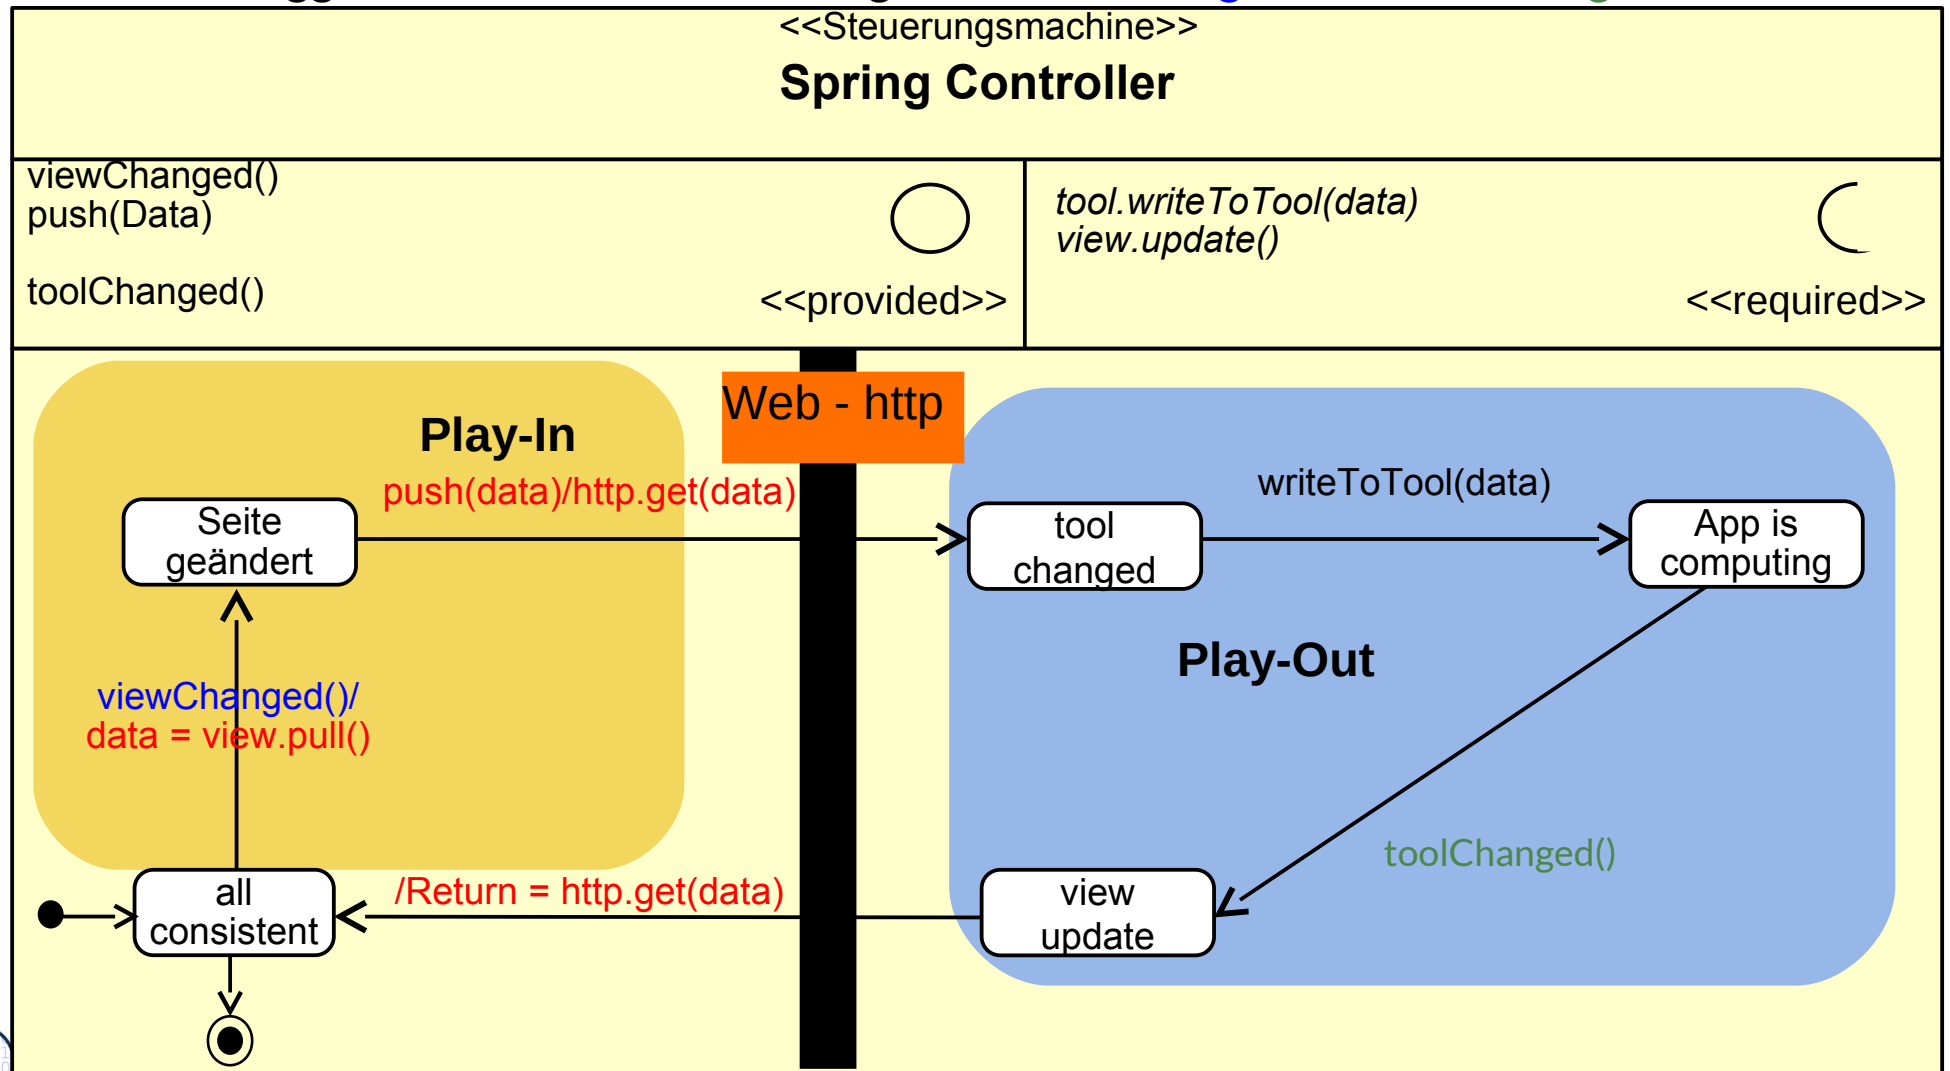 <<Steuerungsmachine>>
Spring Controller
viewChanged()
push(Data)
toolChanged()
<<provided>>
tool.writeToTool(data)
view.update()
<<required>>
Web - http
Play-In
push(data)/http.get(data)
Seite
geändert
tool
changed
writeToTool(data)
App is
computing
Play-Out
viewChanged()/
data = view.pull()
toolChanged()
all
consistent
/Return = http.get(data)
view
update